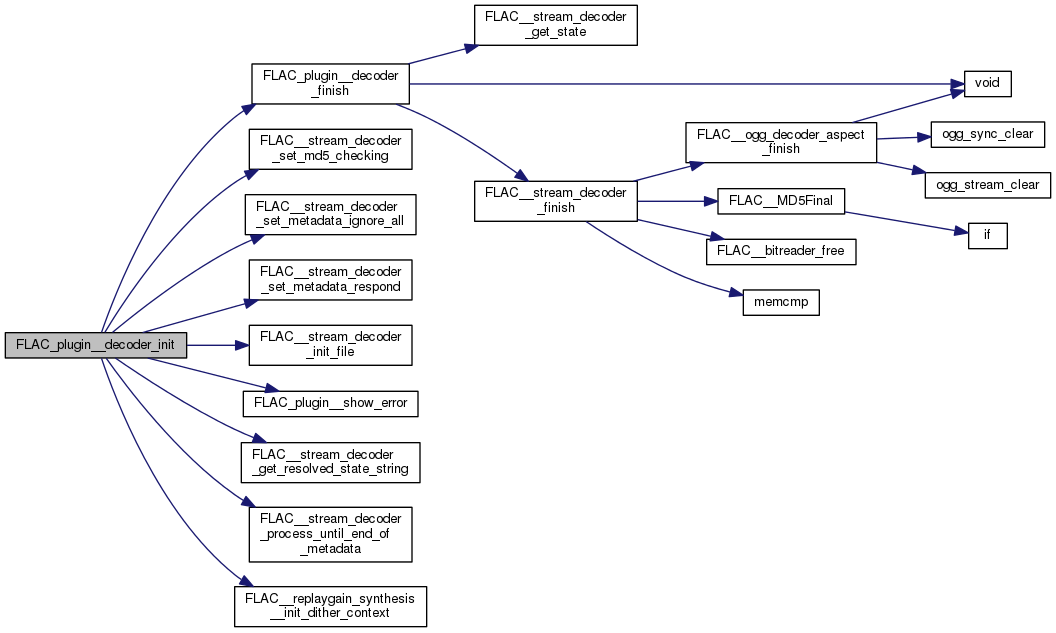 FLAC__stream_decoder
_get_state
FLAC_plugin__decoder
_finish
void
FLAC__stream_decoder
_set_md5_checking
FLAC__ogg_decoder_aspect
_finish
ogg_sync_clear
ogg_stream_clear
FLAC__stream_decoder
_finish
FLAC__MD5Final
if
FLAC__stream_decoder
_set_metadata_ignore_all
FLAC__bitreader_free
FLAC__stream_decoder
_set_metadata_respond
memcmp
FLAC_plugin__decoder_init
FLAC__stream_decoder
_init_file
FLAC_plugin__show_error
FLAC__stream_decoder
_get_resolved_state_string
FLAC__stream_decoder
_process_until_end_of
_metadata
FLAC__replaygain_synthesis
__init_dither_context